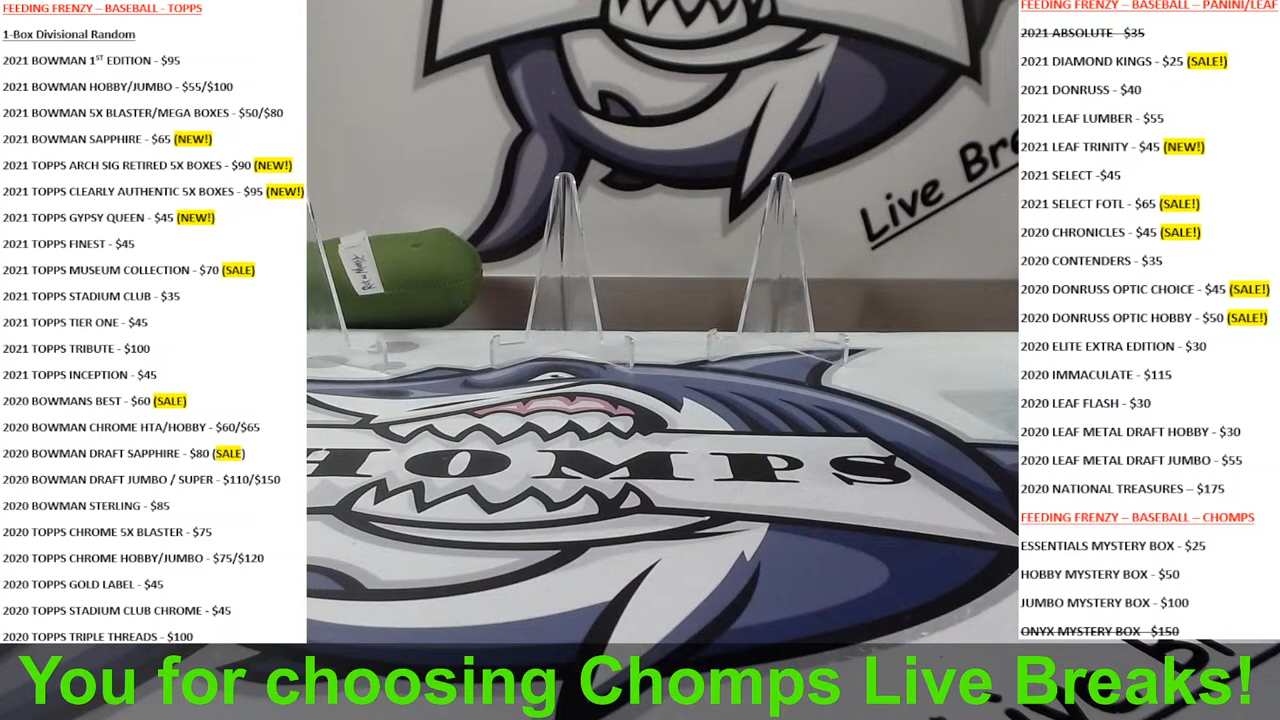 FEEDING FRENZY – BASEBALL - TOPPS
1-Box Divisional Random
2021 BOWMAN 1ST EDITION - $95
2021 BOWMAN HOBBY/JUMBO - $55/$100
2021 BOWMAN 5X BLASTER/MEGA BOXES - $50/$80
2021 BOWMAN SAPPHIRE - $65 (NEW!)
2021 TOPPS ARCH SIG RETIRED 5X BOXES - $90 (NEW!)
2021 TOPPS CLEARLY AUTHENTIC 5X BOXES - $95 (NEW!)
2021 TOPPS GYPSY QUEEN - $45 (NEW!)
2021 TOPPS FINEST - $45
2021 TOPPS MUSEUM COLLECTION - $70 (SALE)
2021 TOPPS STADIUM CLUB - $35
2021 TOPPS TIER ONE - $45
2021 TOPPS TRIBUTE - $100
2021 TOPPS INCEPTION - $45
2020 BOWMANS BEST - $60 (SALE)
2020 BOWMAN CHROME HTA/HOBBY - $60/$65
2020 BOWMAN DRAFT SAPPHIRE - $80 (SALE)
2020 BOWMAN DRAFT JUMBO / SUPER - $110/$150
2020 BOWMAN STERLING - $85
2020 TOPPS CHROME 5X BLASTER - $75
2020 TOPPS CHROME HOBBY/JUMBO - $75/$120
2020 TOPPS GOLD LABEL - $45
2020 TOPPS STADIUM CLUB CHROME - $45
2020 TOPPS TRIPLE THREADS - $100
Live Bre
HOMPS
FEEDING FRENZY – BASEBALL – PANINI/LEAF
2021 ABSOLUTE - $35
2021 DIAMOND KINGS - $25 (SALE!)
2021 DONRUSS - $40
2021 LEAF LUMBER - $55
2021 LEAF TRINITY - $45 (NEW!)
2021 SELECT -$45
2021 SELECT FOTL - $65 (SALE!)
2020 CHRONICLES - $45 (SALE!)
2020 CONTENDERS - $35
2020 DONRUSS OPTIC CHOICE - $45 (SALE!)
2020 DONRUSS OPTIC HOBBY - $50 (SALE!)
2020 ELITE EXTRA EDITION - $30
2020 IMMACULATE - $115
2020 LEAF FLASH - $30
2020 LEAF METAL DRAFT HOBBY - $30
2020 LEAF METAL DRAFT JUMBO - $55
2020 NATIONAL TREASURES – $175
FEEDING FRENZY – BASEBALL – CHOMPS
ESSENTIALS MYSTERY BOX - $25
HOBBY MYSTERY BOX - $50
JUMBO MYSTERY BOX - $100
ONYX MYSTERY BOX - $150
You for choosing Chomps Live Breaks!